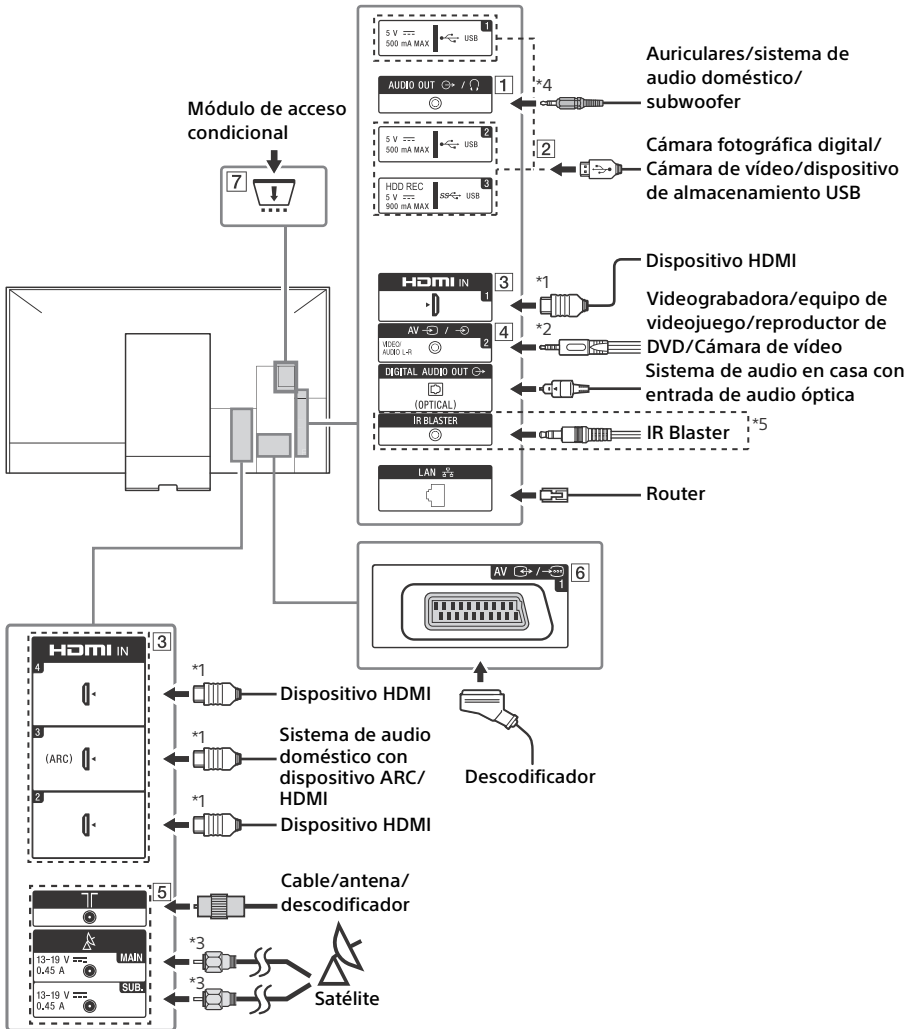 5 V
500 mA MAX
USB
1
AUDIO OUT /
1
*4
Auriculares/sistema de
audio doméstico/
subwoofer
5 V
500 mA MAX
USB
2
2
HDD REC
5 V
900 mA MAX
SS USB
3
Cámara fotográfica digital/
Cámara de vídeo/dispositivo
de almacenamiento USB
Módulo de acceso
condicional
7
HDMI IN
1
3
*1
Dispositivo HDMI
AV /
VIDEO/
AUDIO L-R
2
4
*2
Videograbadora/equipo de
videojuego/reproductor de
DVD/Cámara de vídeo
DIGITAL AUDIO OUT
(OPTICAL)
Sistema de audio en casa con
entrada de audio óptica
IR BLASTER
IR Blaster
*5
LAN
Router
AV /
1
6
Descodificador
HDMI IN
3
4
*1
Dispositivo HDMI
3
(ARC)
*1
Sistema de audio
doméstico con
dispositivo ARC/
HDMI
2
*1
Dispositivo HDMI
5
Cable/antena/
descodificador
13-19 V
0.45 A
MAIN
*3
13-19 V
0.45 A
SUB.
*3
Satélite